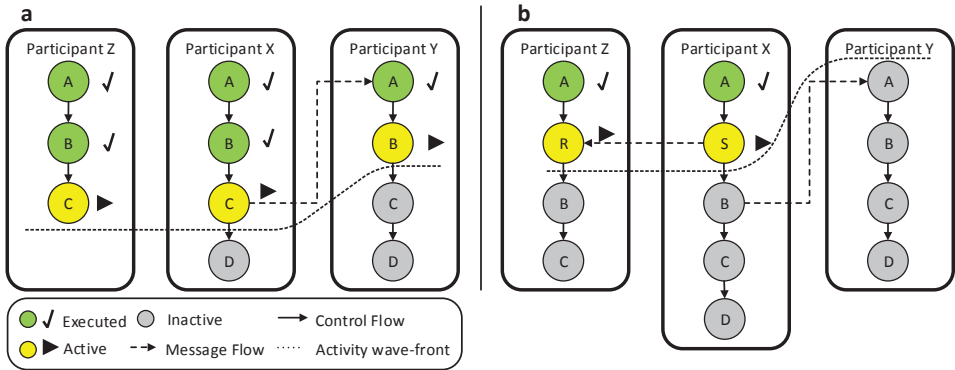 a
Participant Z
Participant X
Participant Y
A
A
A
B
B
B
C
C
C
D
D
b
Participant Z
Participant X
Participant Y
A
A
A
R
S
B
B
B
C
C
C
D
D
Executed
Inactive
Control Flow
Active
Message Flow
Activity wave-front